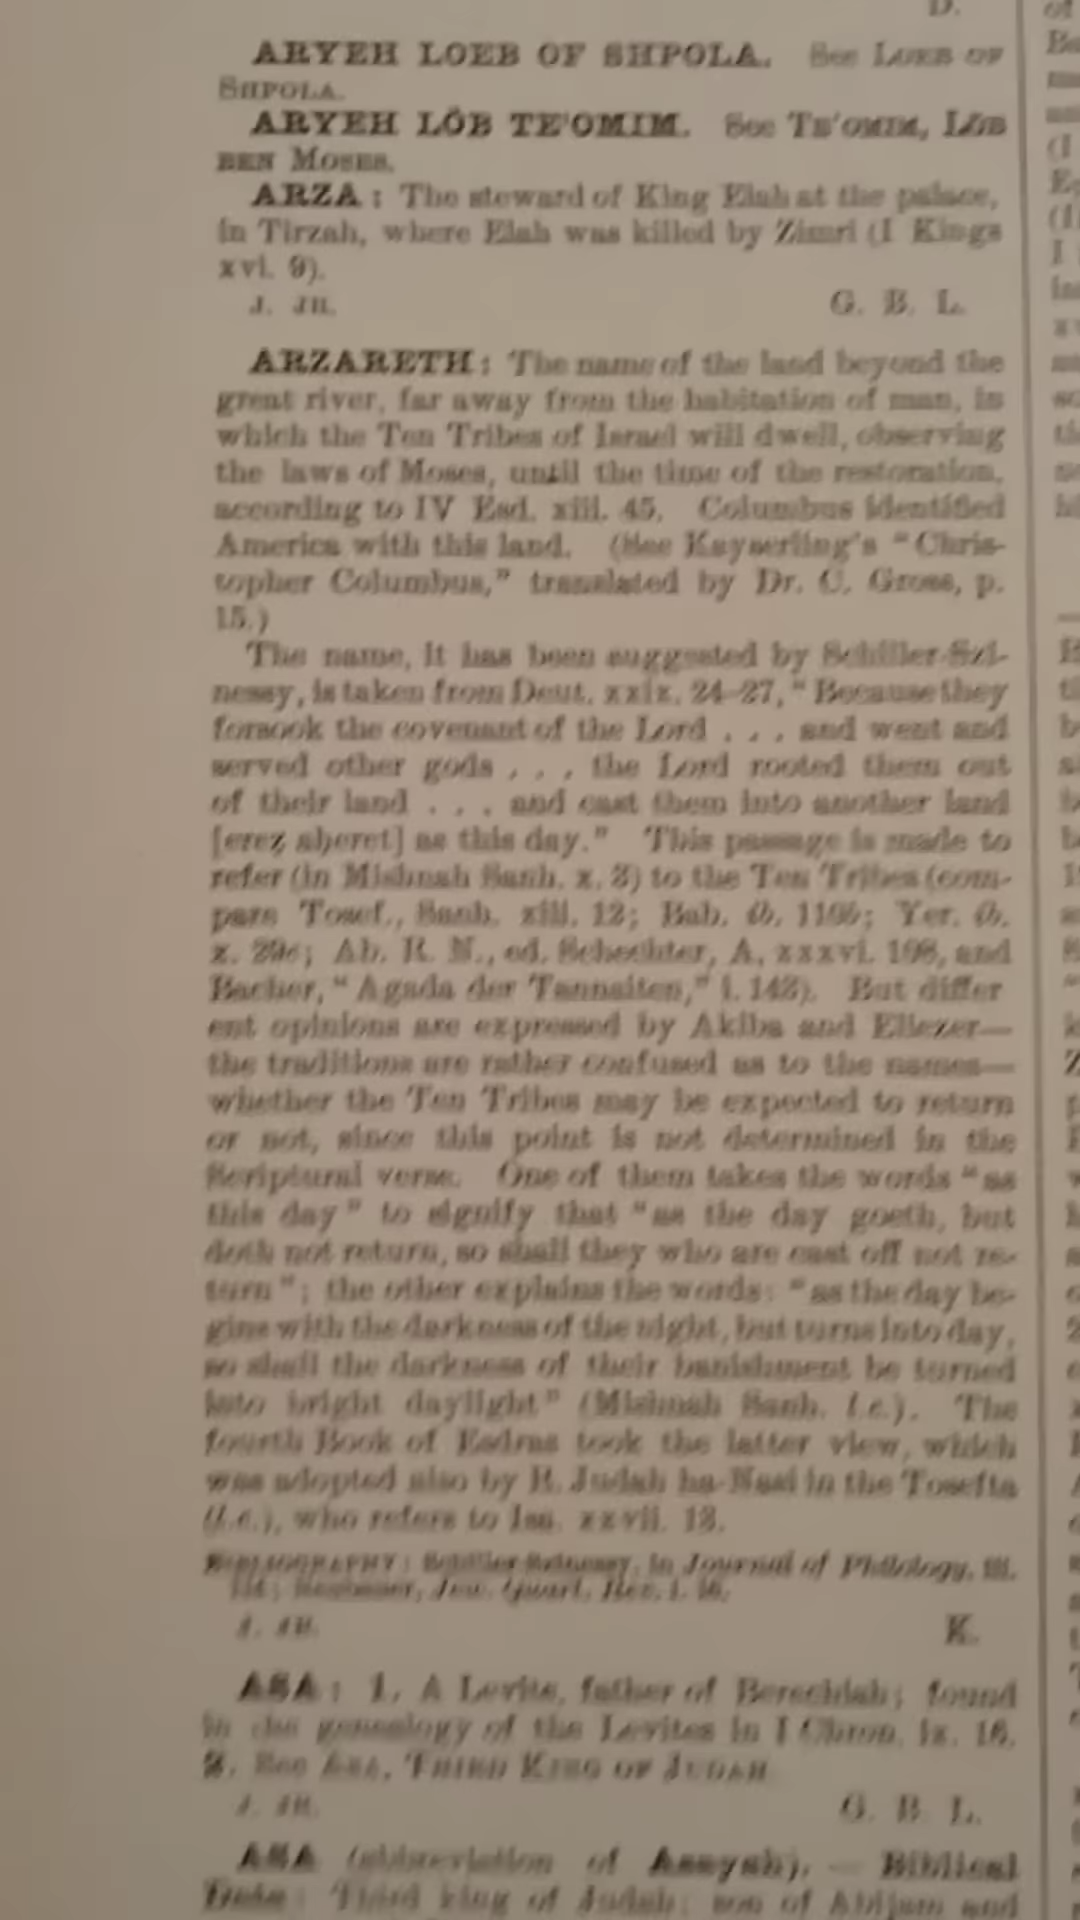 D.
ARYEH LOEB OF SHPOLA. See LOEB OF
SHPOLA.
ARYEH LÖB TE'OMIM. See TE'OMIM, LÖB
BEN MOSES.
ARZA: The steward of King Elah at the palace,
in Tirzah, where Elah was killed by Zimri (I Kings
xvi. 9).
J. JR. G. B. L.
ARZARETH: The name of the land beyond the
great river, far away from the habitation of man, in
which the Ten Tribes of Israel will dwell, observing
the laws of Moses, until the time of the restoration,
according to IV Esd. xiii. 45. Columbus identified
America with this land. (See Kayserling's "Chris-
topher Columbus," translated by Dr. C. Gross, p.
15.)
The name, it has been suggested by Schiller-Szi-
nessy, is taken from Deut. xxix. 24-27, "Because they
forsook the covenant of the Lord . . . and went and
served other gods . . . the Lord rooted them out
of their land . . . and cast them into another land
[erez aheret] as this day." This passage is made to
refer (in Mishnah Sanh. x. 3) to the Ten Tribes (com-
pare Tosef., Sanh. xiii. 12; Bab. ib. 110b; Yer. ib.
x. 29c; Ab. R. N., ed. Schechter, A, xxxvi. 108, and
Bacher, "Agada der Tannaiten," i. 143). But differ
ent opinions are expressed by Akiba and Eliezer—
the traditions are rather confused as to the names—
whether the Ten Tribes may be expected to return
or not, since this point is not determined in the
Scriptural verse. One of them takes the words "as
this day" to signify that "as the day goeth, but
doth not return, so shall they who are cast off not re-
turn"; the other explains the words: "as the day be-
gins with the darkness of the night, but turns into day,
so shall the darkness of their banishment be turned
into bright daylight" (Mishnah Sanh. l.c.). The
fourth Book of Esdras took the latter view, which
was adopted also by R. Judah ha-Nasi in the Tosefta
(l.c.), who refers to Isa. xxvii. 13.
BIBLIOGRAPHY: Schiller-Szinessy, in Journal of Philology, iii.
Neubauer, Jew. Quart. Rev. i. 16.
J. JR. K.
ASA: 1. A Levite, father of Berechiah; found
in the genealogy of the Levites in I Chron. ix. 16.
2. See ASA, THIRD KING OF JUDAH
J. JR. G. B. L.
ASA (abbreviation of Asayah).—Biblical
Data: Third king of Judah; son of Abijam and